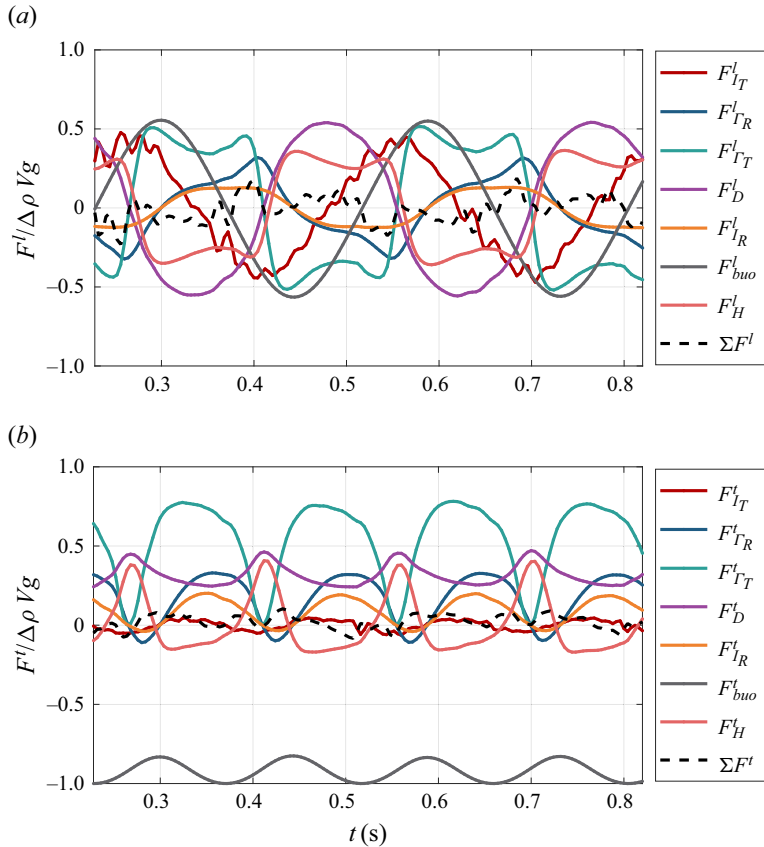 (a)
1.0
0.5
0
−0.5
−1.0
F^l/Δρ Vg
0.3 0.4 0.5 0.6 0.7 0.8
F^l_{I_T}
F^l_{Γ_R}
F^l_{Γ_T}
F^l_D
F^l_{I_R}
F^l_{buo}
F^l_H
ΣF^l
(b)
1.0
0.5
0
−0.5
−1.0
F^t/Δρ Vg
0.3 0.4 0.5 0.6 0.7 0.8
t (s)
F^t_{I_T}
F^t_{Γ_R}
F^t_{Γ_T}
F^t_D
F^t_{I_R}
F^t_{buo}
F^t_H
ΣF^t